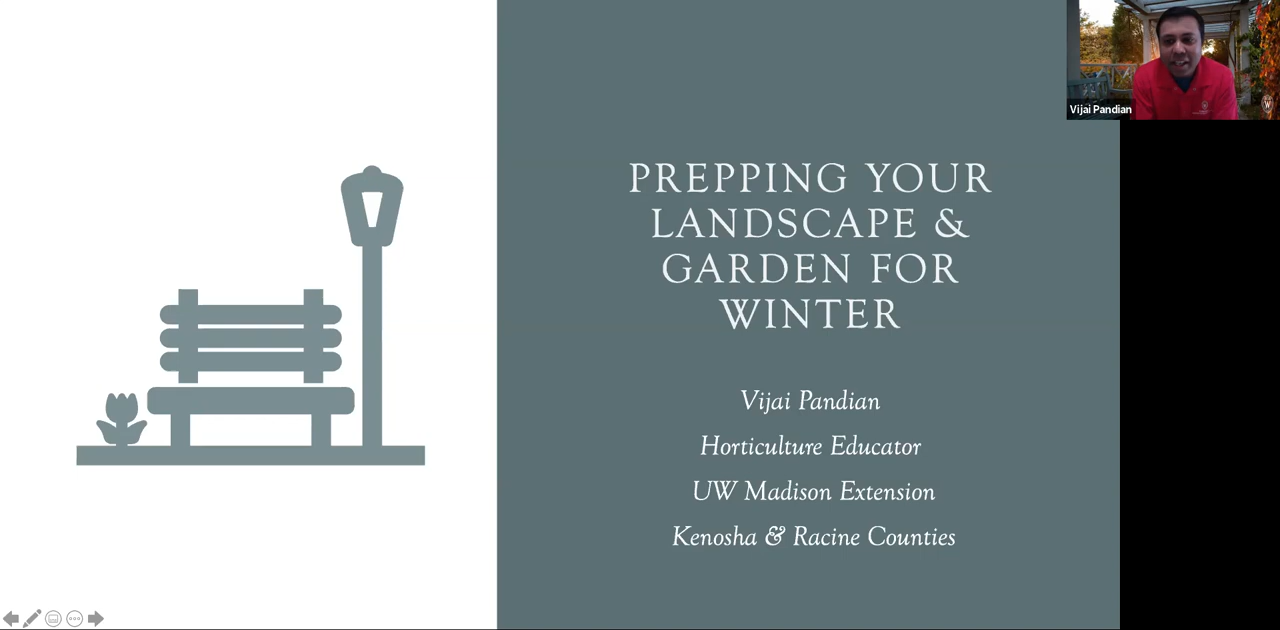 Vijai Pandian
PREPPING YOUR
LANDSCAPE &
GARDEN FOR
WINTER
Vijai Pandian
Horticulture Educator
UW Madison Extension
Kenosha & Racine Counties
W